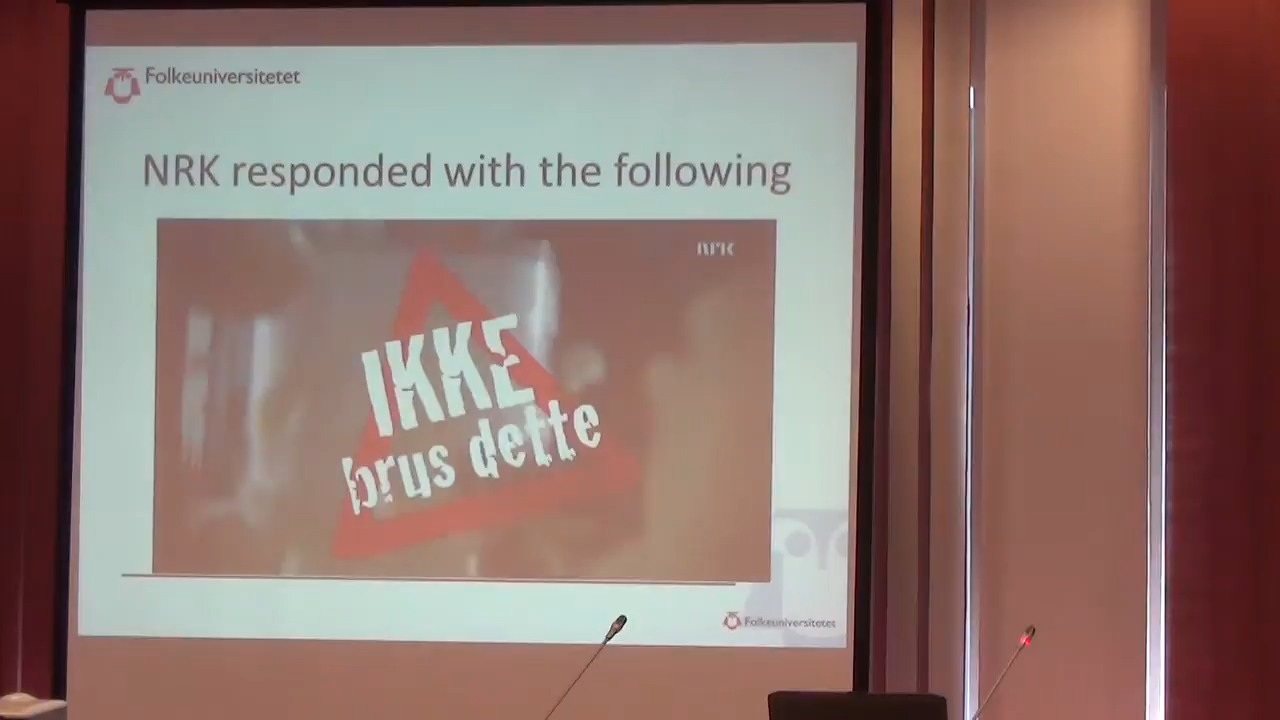 Folkeuniversitetet
NRK responded with the following
NRK
IKKE
brus dette
Folkeuniversitetet